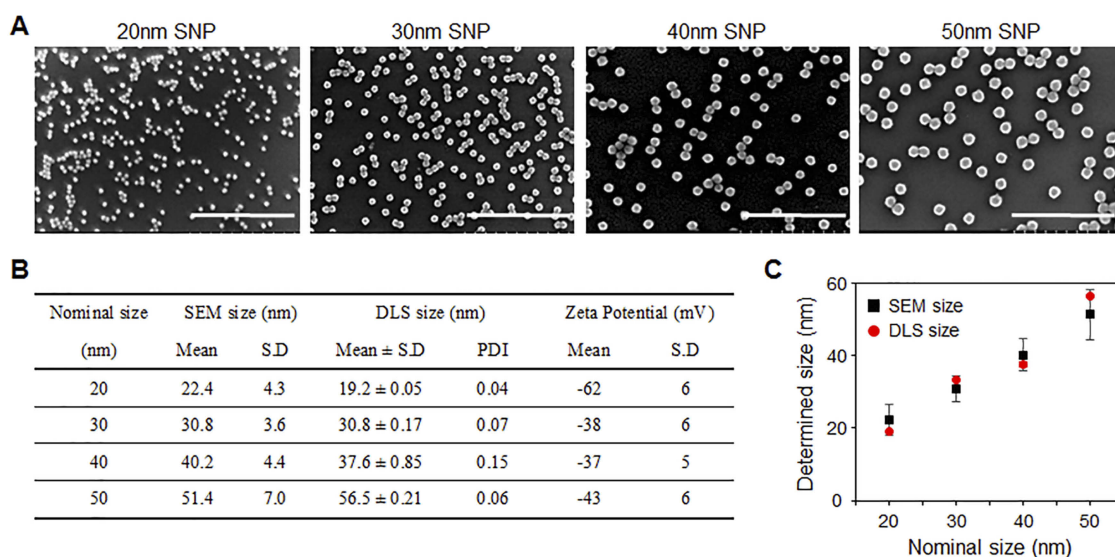 A
20nm SNP 30nm SNP 40nm SNP 50nm SNP
B
Nominal size SEM size (nm) DLS size (nm) Zeta Potential (mV)
(nm) Mean S.D Mean ± S.D PDI Mean S.D
20 22.4 4.3 19.2 ± 0.05 0.04 -62 6
30 30.8 3.6 30.8 ± 0.17 0.07 -38 6
40 40.2 4.4 37.6 ± 0.85 0.15 -37 5
50 51.4 7.0 56.5 ± 0.21 0.06 -43 6
C
Determined size (nm)
60
40
20
0
SEM size
DLS size
20 30 40 50
Nominal size (nm)